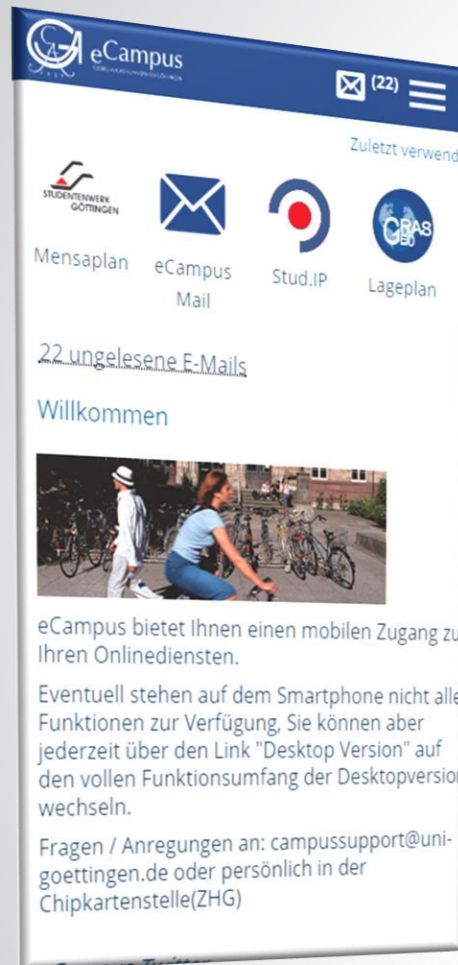 eCampus
(22)
Zuletzt verwend
STUDENTENWERK
GÖTTINGEN
GRAS
GEO
Mensaplan
eCampus
Mail
Stud.IP
Lageplan
22 ungelesene E-Mails
Willkommen
eCampus bietet Ihnen einen mobilen Zugang zu
Ihren Onlinediensten.
Eventuell stehen auf dem Smartphone nicht alle
Funktionen zur Verfügung, Sie können aber
jederzeit über den Link "Desktop Version" auf
den vollen Funktionsumfang der Desktopversion
wechseln.
Fragen / Anregungen an: campussupport@uni-
goettingen.de oder persönlich in der
Chipkartenstelle(ZHG)